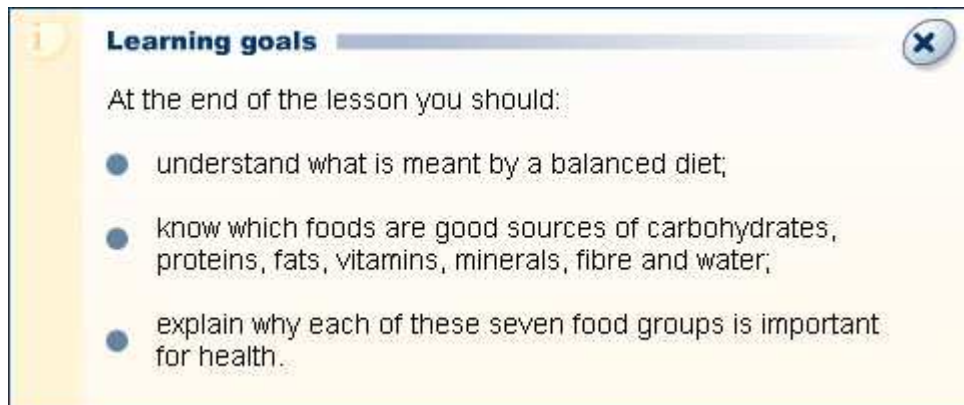 Learning goals
At the end of the lesson you should:
understand what is meant by a balanced diet;
know which foods are good sources of carbohydrates,
proteins, fats, vitamins, minerals, fibre and water;
explain why each of these seven food groups is important
for health.